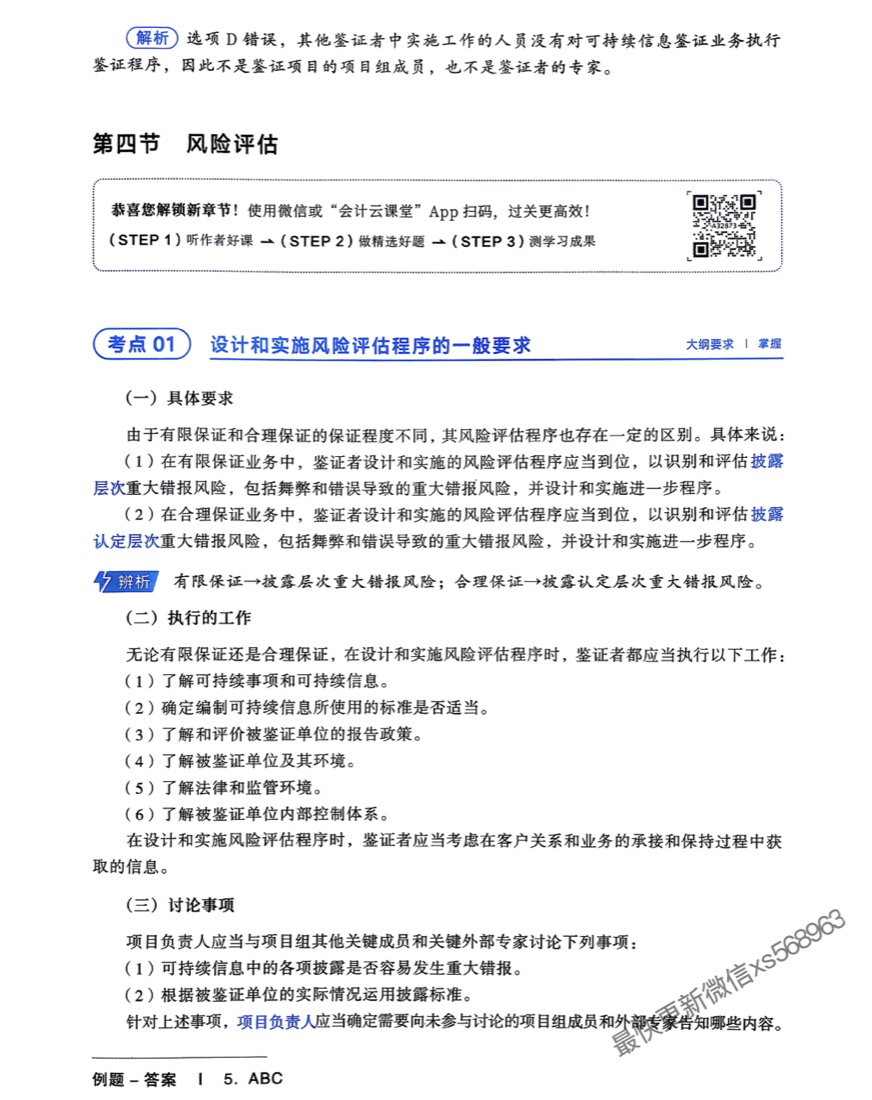 解析 选项 D 错误，其他鉴证者中实施工作的人员没有对可持续信息鉴证业务执行
鉴证程序，因此不是鉴证项目的项目组成员，也不是鉴证者的专家。
第四节 风险评估
恭喜您解锁新章节！使用微信或“会计云课堂”App 扫码，过关更高效！
（STEP 1）听作者好课 →（STEP 2）做精选好题 →（STEP 3）测学习成果
A32873
考点 01 设计和实施风险评估程序的一般要求 大纲要求 | 掌握
（一）具体要求
由于有限保证和合理保证的保证程度不同，其风险评估程序也存在一定的区别。具体来说：
（1）在有限保证业务中，鉴证者设计和实施的风险评估程序应当到位，以识别和评估披露
层次重大错报风险，包括舞弊和错误导致的重大错报风险，并设计和实施进一步程序。
（2）在合理保证业务中，鉴证者设计和实施的风险评估程序应当到位，以识别和评估披露
认定层次重大错报风险，包括舞弊和错误导致的重大错报风险，并设计和实施进一步程序。
辨析 有限保证→披露层次重大错报风险；合理保证→披露认定层次重大错报风险。
（二）执行的工作
无论有限保证还是合理保证，在设计和实施风险评估程序时，鉴证者都应当执行以下工作：
（1）了解可持续事项和可持续信息。
（2）确定编制可持续信息所使用的标准是否适当。
（3）了解和评价被鉴证单位的报告政策。
（4）了解被鉴证单位及其环境。
（5）了解法律和监管环境。
（6）了解被鉴证单位内部控制体系。
在设计和实施风险评估程序时，鉴证者应当考虑在客户关系和业务的承接和保持过程中获
取的信息。
（三）讨论事项
项目负责人应当与项目组其他关键成员和关键外部专家讨论下列事项：
（1）可持续信息中的各项披露是否容易发生重大错报。
（2）根据被鉴证单位的实际情况运用披露标准。
针对上述事项，项目负责人应当确定需要向未参与讨论的项目组成员和外部专家告知哪些内容。
最快更新微信xs568963
例题 – 答案 | 5. ABC